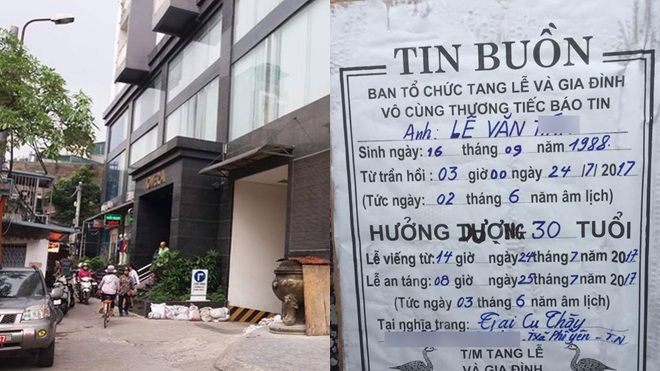 P
TIN BUỒN
BAN TỔ CHỨC TANG LỄ VÀ GIA ĐÌNH
VÔ CÙNG THƯƠNG TIẾC BÁO TIN
Anh: LÊ VĂN
Sinh ngày: 16 tháng 09 năm 1988.
Từ trần hồi: 03 giờ 00 ngày 24/7/2017
(Tức ngày: 02 tháng 6 năm âm lịch)
HƯỞNG DƯƠNG 30 TUỔI
Lễ viếng từ: 14 giờ ngày 24 tháng 7 năm 2017
Lễ an táng: 08 giờ ngày 25 tháng 7 năm 2017
(Tức ngày 03 tháng 6 năm âm lịch)
Tại nghĩa trang: Trại Cụ Thầy
T/M TANG LỄ
VÀ GIA ĐÌNH